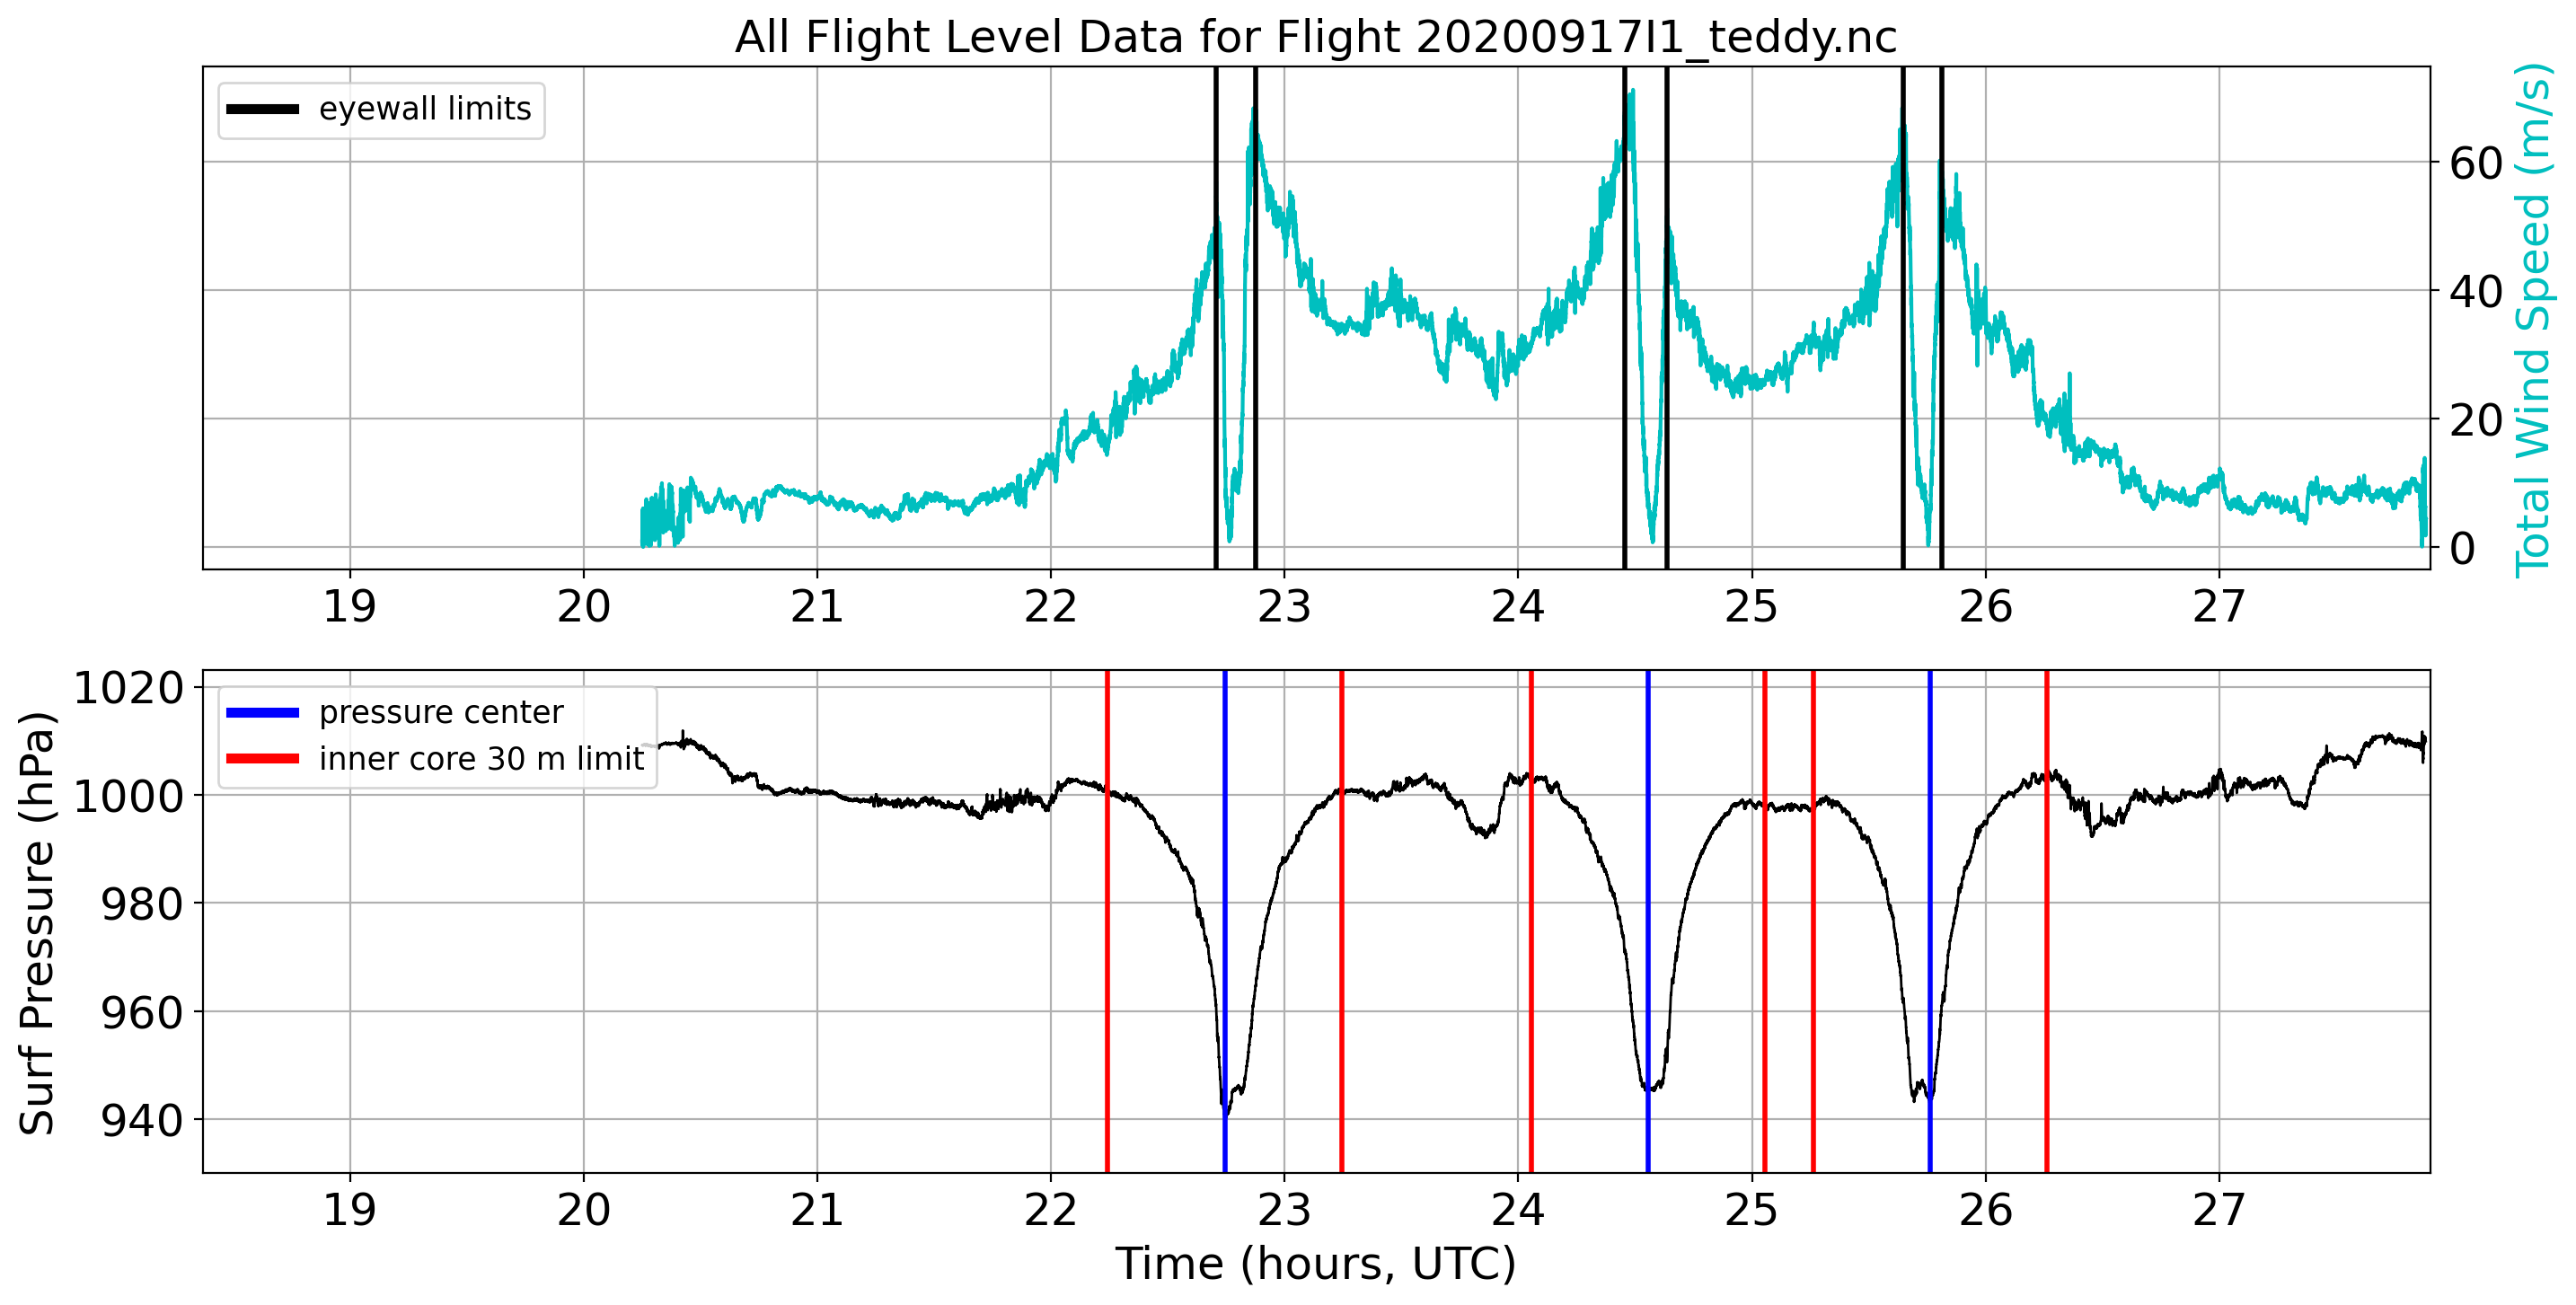 All Flight Level Data for Flight 20200917I1_teddy.nc
eyewall limits
60
40
20
0
Total Wind Speed (m/s)
19 20 21 22 23 24 25 26 27
1020
1000
980
960
940
Surf Pressure (hPa)
pressure center
inner core 30 m limit
19 20 21 22 23 24 25 26 27
Time (hours, UTC)